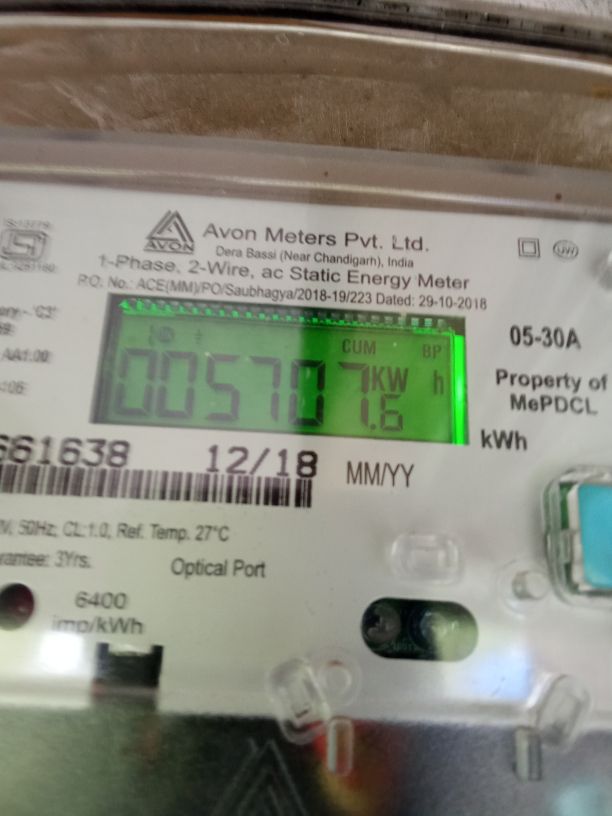 AVON
Avon Meters Pvt. Ltd.
Dera Bassi (Near Chandigarh), India
1-Phase, 2-Wire, ac Static Energy Meter
P.O. No.: ACE(MM)/PO/Saubhagya/2018-19/223 Dated: 29-10-2018
05-30A
CUM BP
005707.6 KW h
Property of
MePDCL
kWh
661638 12/18 MM/YY
50Hz, CL:1.0, Ref. Temp. 27°C
3Yrs.
Optical Port
6400
imp/kWh